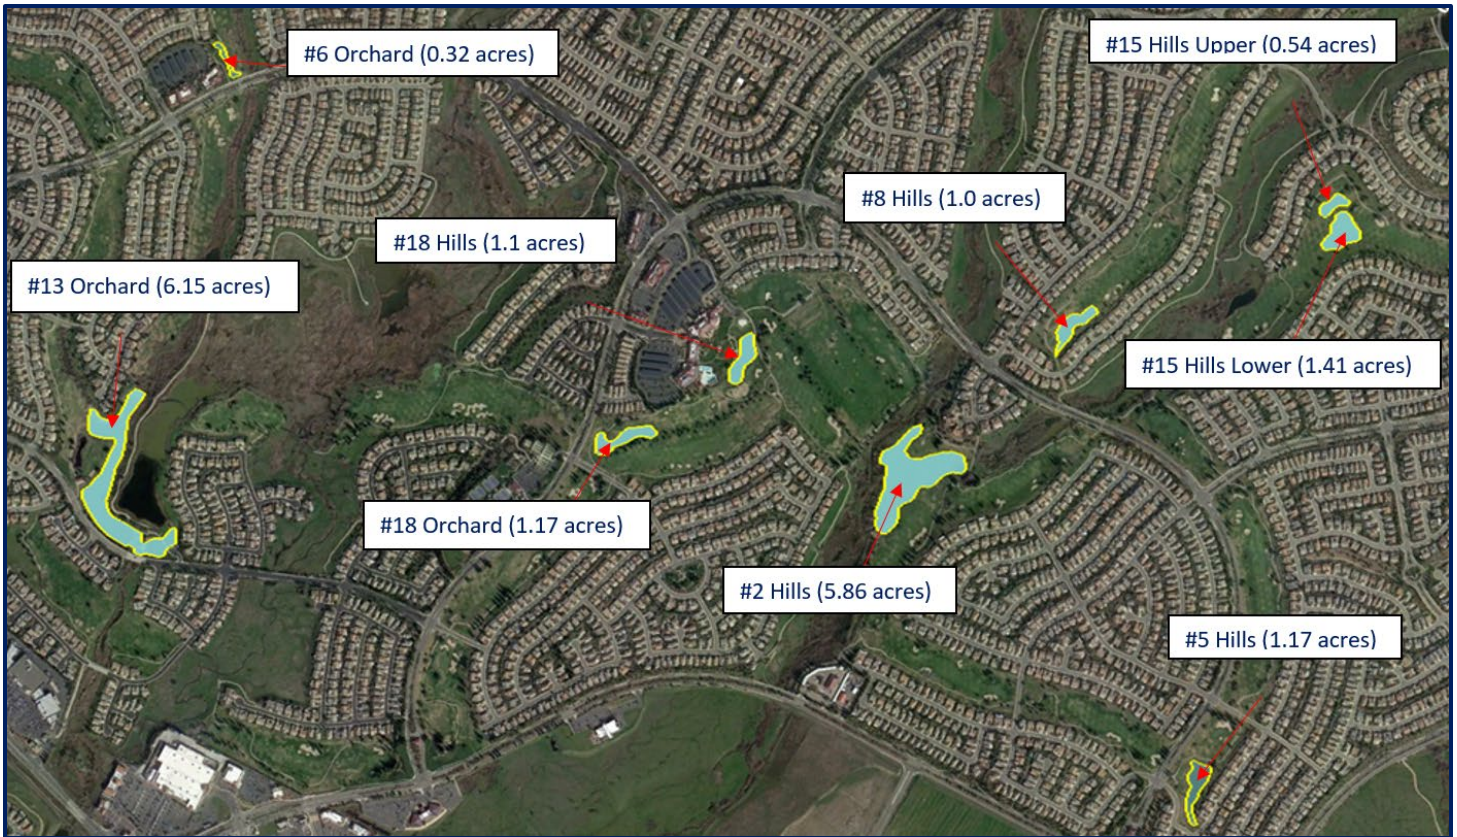 #6 Orchard (0.32 acres)
#15 Hills Upper (0.54 acres)
#8 Hills (1.0 acres)
#18 Hills (1.1 acres)
#13 Orchard (6.15 acres)
#15 Hills Lower (1.41 acres)
#18 Orchard (1.17 acres)
#2 Hills (5.86 acres)
#5 Hills (1.17 acres)